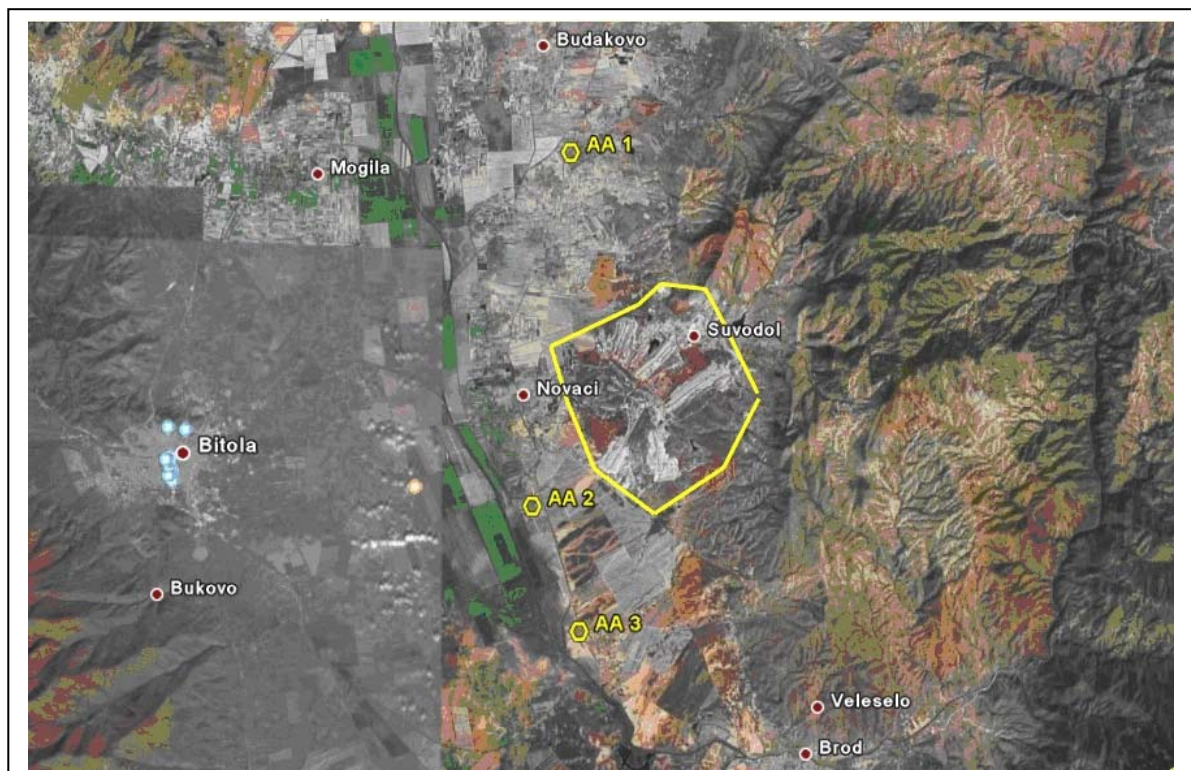 Budakovo
AA 1
Mogila
Suvodol
Novaci
Bitola
AA 2
Bukovo
AA 3
Veleselo
Brod